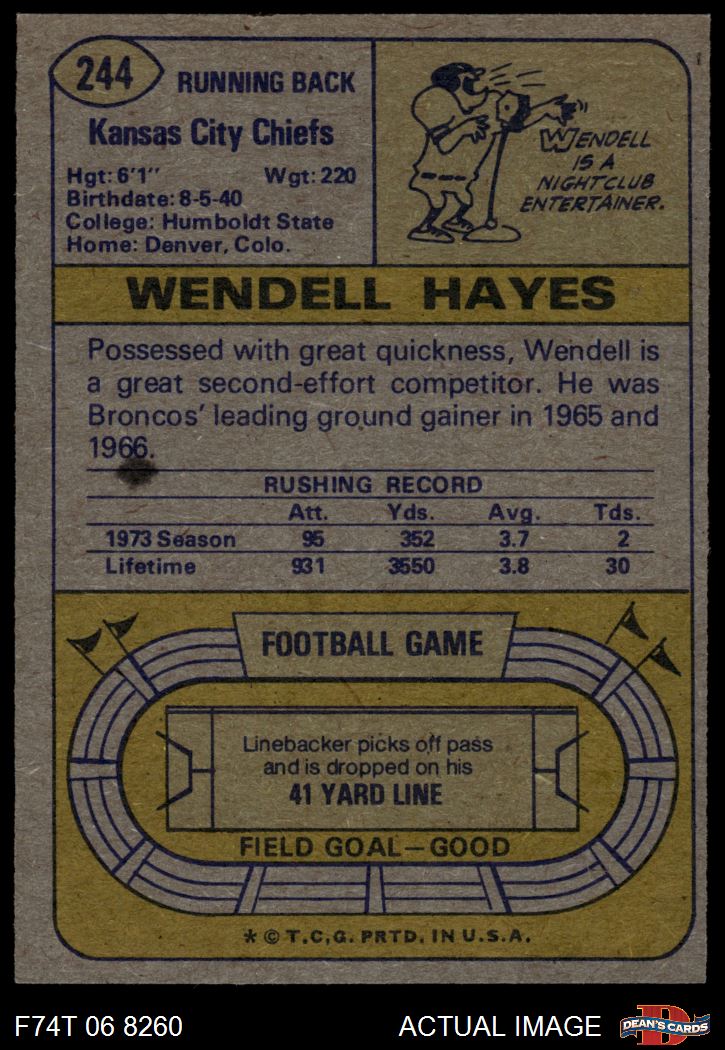 244
RUNNING BACK
Kansas City Chiefs
Hgt: 6'1" Wgt: 220
Birthdate: 8-5-40
College: Humboldt State
Home: Denver, Colo.
WENDELL
IS A
NIGHTCLUB
ENTERTAINER.
WENDELL HAYES
Possessed with great quickness, Wendell is
a great second-effort competitor. He was
Broncos' leading ground gainer in 1965 and
1966.
RUSHING RECORD
Att. Yds. Avg. Tds.
1973 Season 95 352 3.7 2
Lifetime 931 3550 3.8 30
FOOTBALL GAME
Linebacker picks off pass
and is dropped on his
41 YARD LINE
FIELD GOAL—GOOD
* © T.C.G. PRTD. IN U.S.A.
F74T 06 8260 ACTUAL IMAGE D DEAN'S CARDS